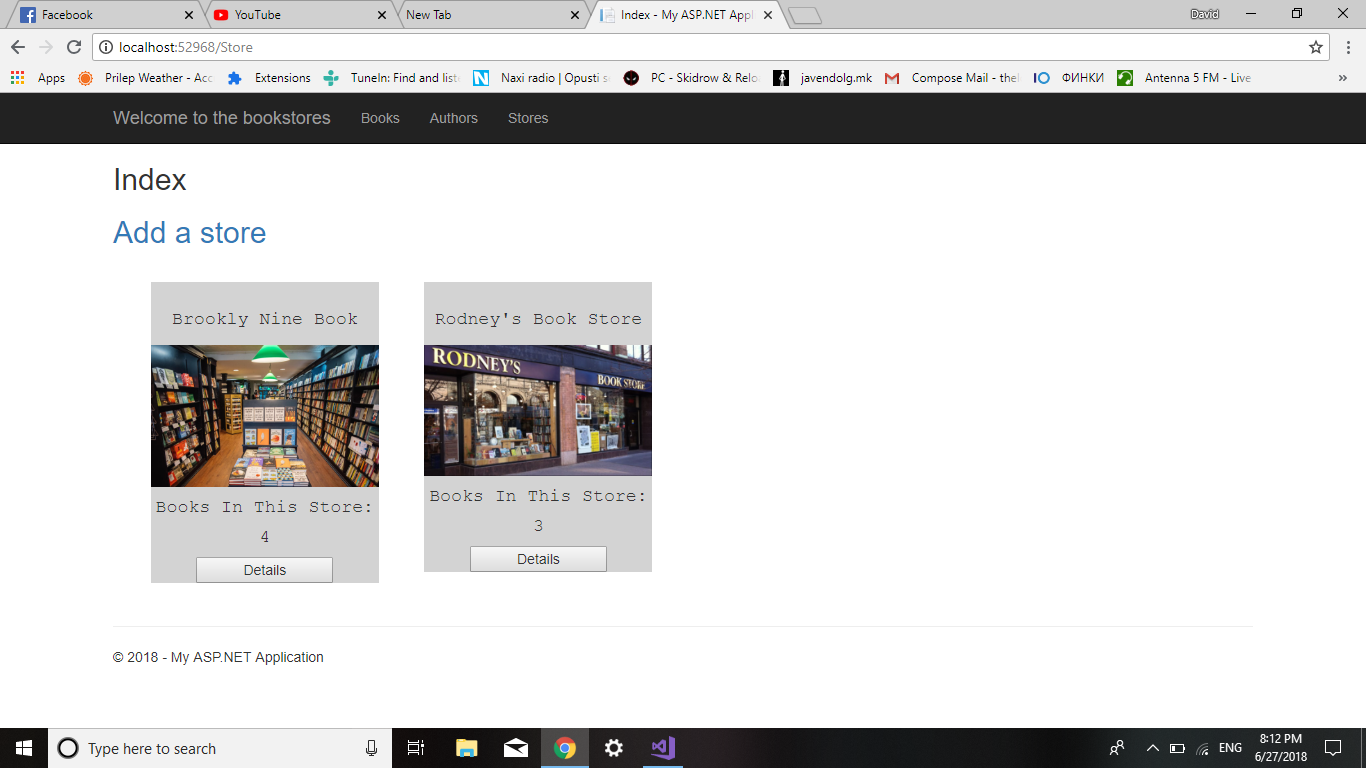 Facebook
YouTube
New Tab
Index - My ASP.NET Appl
David
localhost:52968/Store
Apps
Prilep Weather - Acc
Extensions
TuneIn: Find and liste
Naxi radio | Opusti s
PC - Skidrow & Relo
javendolg.mk
Compose Mail - thel
ФИНКИ
Antenna 5 FM - Live
»
Welcome to the bookstores
Books
Authors
Stores
Index
Add a store
Brookly Nine Book
Books In This Store:
4
Details
Rodney's Book Store
RODNEY'S
BOOK STORE
Books In This Store:
3
Details
© 2018 - My ASP.NET Application
Type here to search
ENG
8:12 PM
6/27/2018